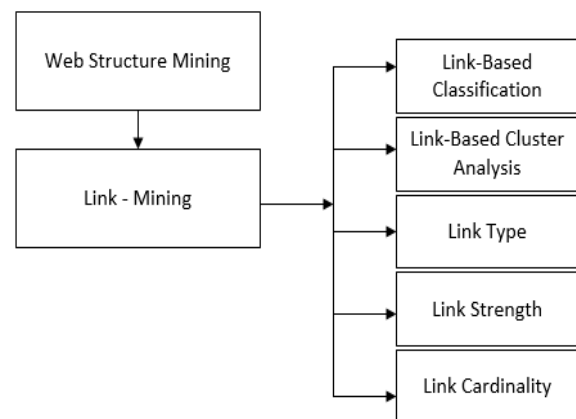 Web Structure Mining
Link - Mining
Link-Based
Classification
Link-Based Cluster
Analysis
Link Type
Link Strength
Link Cardinality